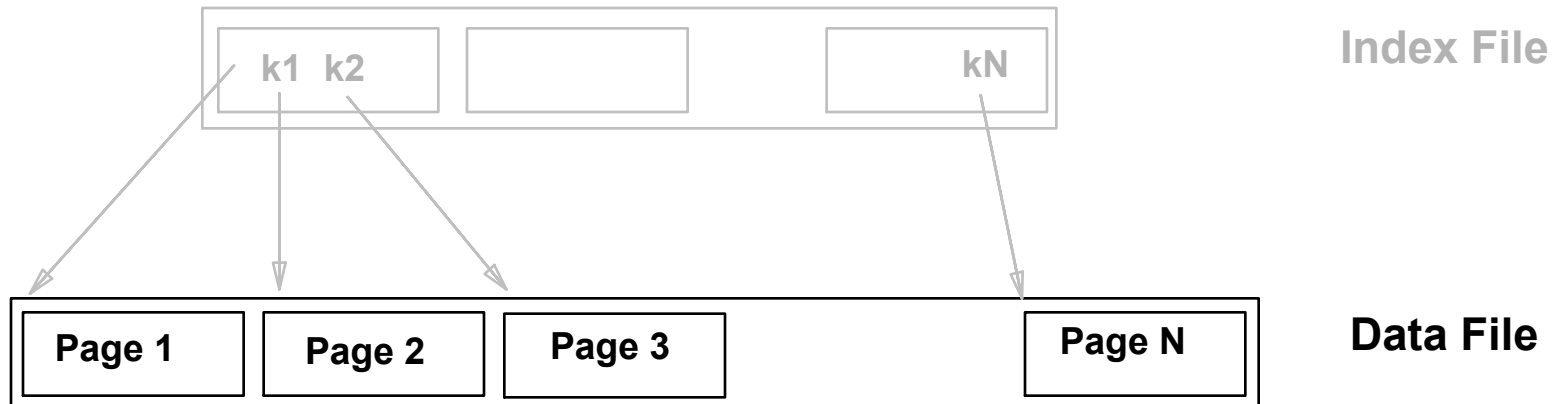 k1 k2
kN
Index File
Page 1
Page 2
Page 3
Page N
Data File